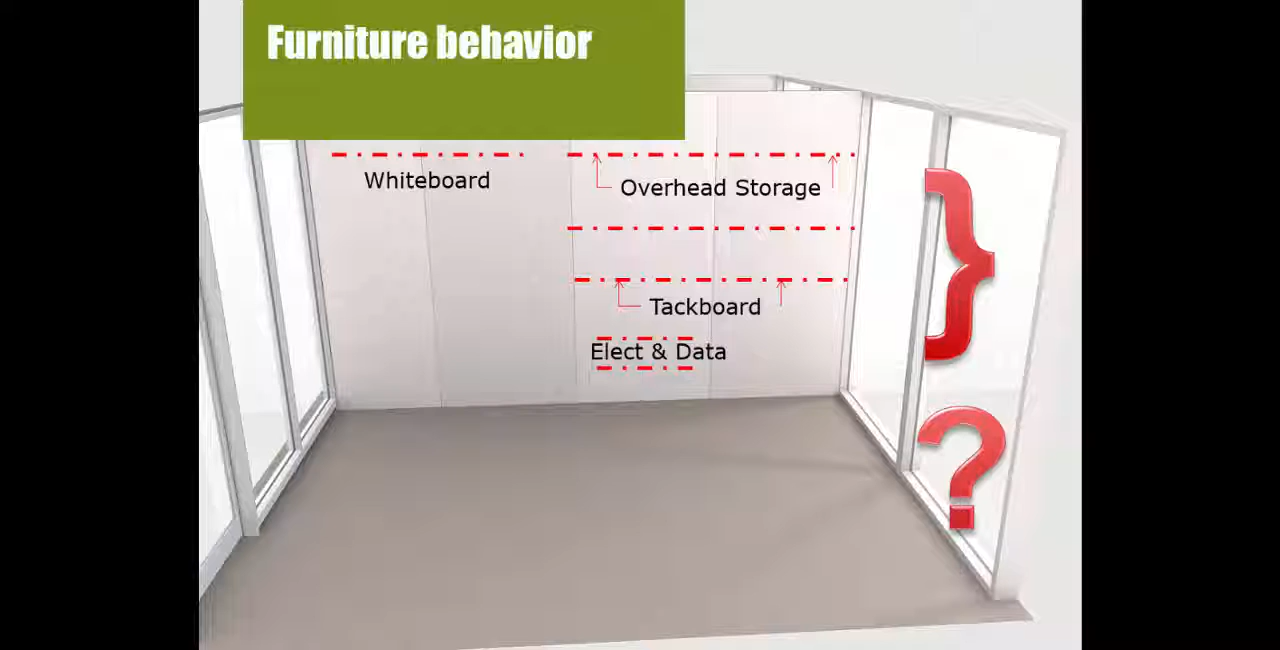 Furniture behavior
Whiteboard
Overhead Storage
Tackboard
Elect & Data
}
?